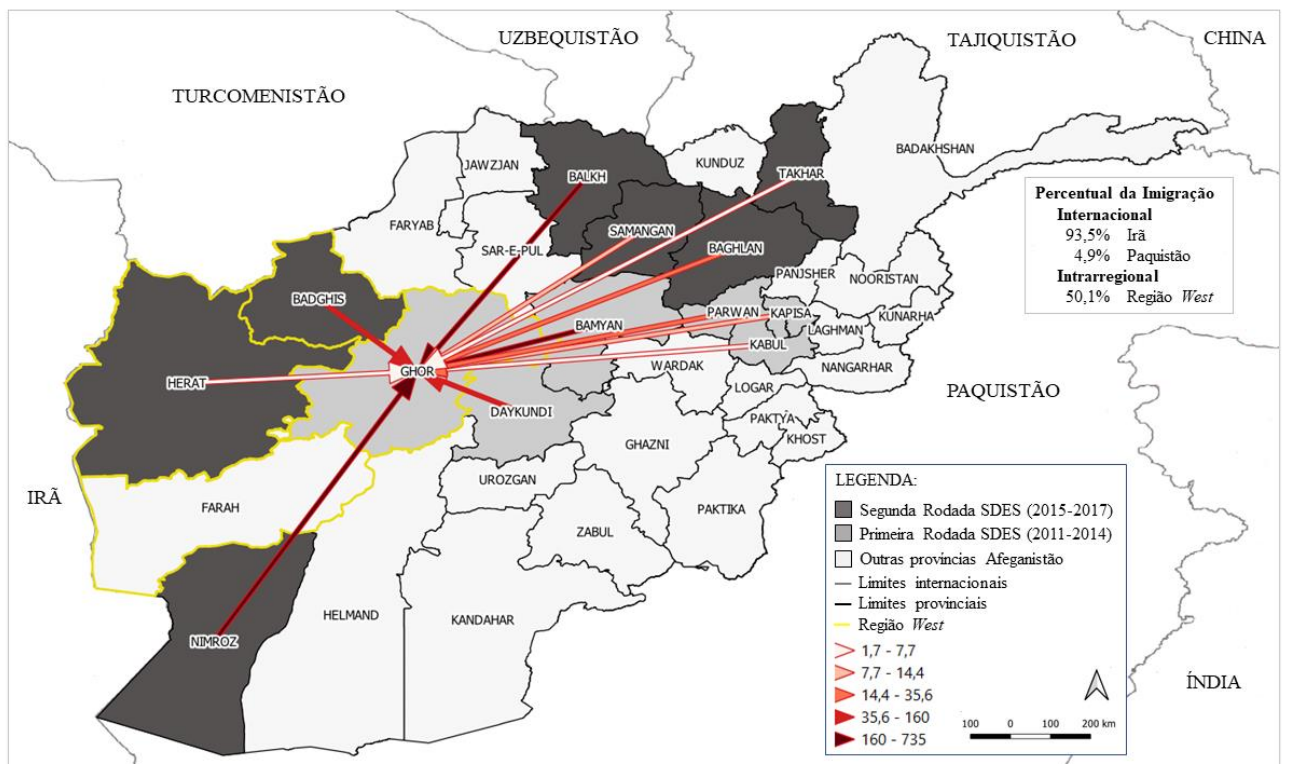 UZBEQUISTÃO
TAJIQUISTÃO
CHINA
TURCOMENISTÃO
JAWZJAN
BALKH
KUNDUZ
TAKHAR
BADAKHSHAN
FARYAB
SAR-E-PUL
SAMANGAN
BAGHLAN
PANJSHER
NOORISTAN
Percentual da Imigração
Internacional
93,5% Irã
4,9% Paquistão
Intrarregional
50,1% Região West
BADGHIS
BAMYAN
PARWAN
KAPISA
KUNARHA
LAGHMAN
KABUL
HERAT
GHOR
WARDAK
NANGARHAR
LOGAR
DAYKUNDI
PAKTYA
KHOST
PAQUISTÃO
GHAZNI
UROZGAN
IRÃ
FARAH
ZABUL
PAKTIKA
HELMAND
KANDAHAR
NIMROZ
ÍNDIA
LEGENDA:
Segunda Rodada SDES (2015-2017)
Primeira Rodada SDES (2011-2014)
Outras províncias Afeganistão
Limites internacionais
Limites provinciais
Região West
1,7 - 7,7
7,7 - 14,4
14,4 - 35,6
35,6 - 160
160 - 735
100 0 100 200 km